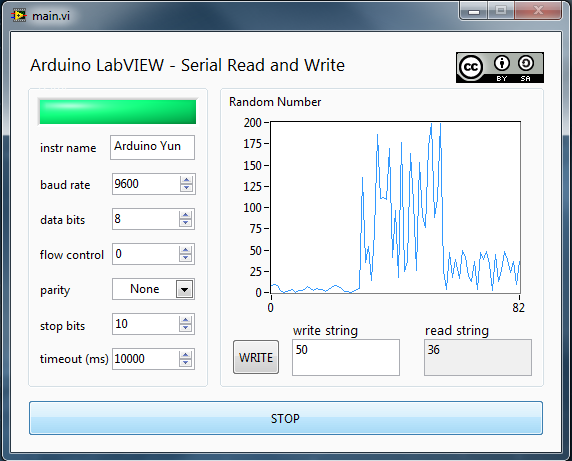 main.vi
Arduino LabVIEW - Serial Read and Write
cc BY SA
instr name Arduino Yun
baud rate 9600
data bits 8
flow control 0
parity None
stop bits 10
timeout (ms) 10000
Random Number
200
175
150
125
100
75
50
25
0
0 82
write string read string
WRITE 50 36
STOP